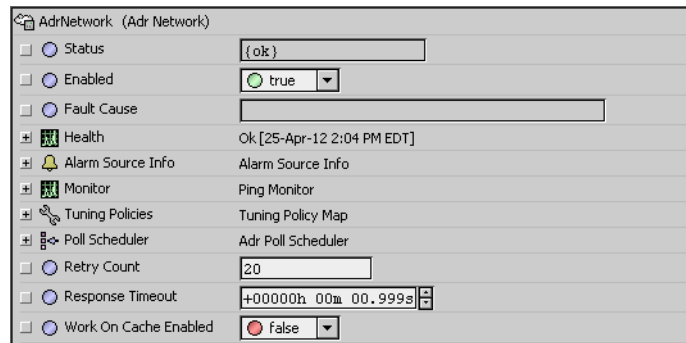 AdrNetwork (Adr Network)
Status {ok}
Enabled true
Fault Cause
Health Ok [25-Apr-12 2:04 PM EDT]
Alarm Source Info Alarm Source Info
Monitor Ping Monitor
Tuning Policies Tuning Policy Map
Poll Scheduler Adr Poll Scheduler
Retry Count 20
Response Timeout +00000h 00m 00.999s
Work On Cache Enabled false